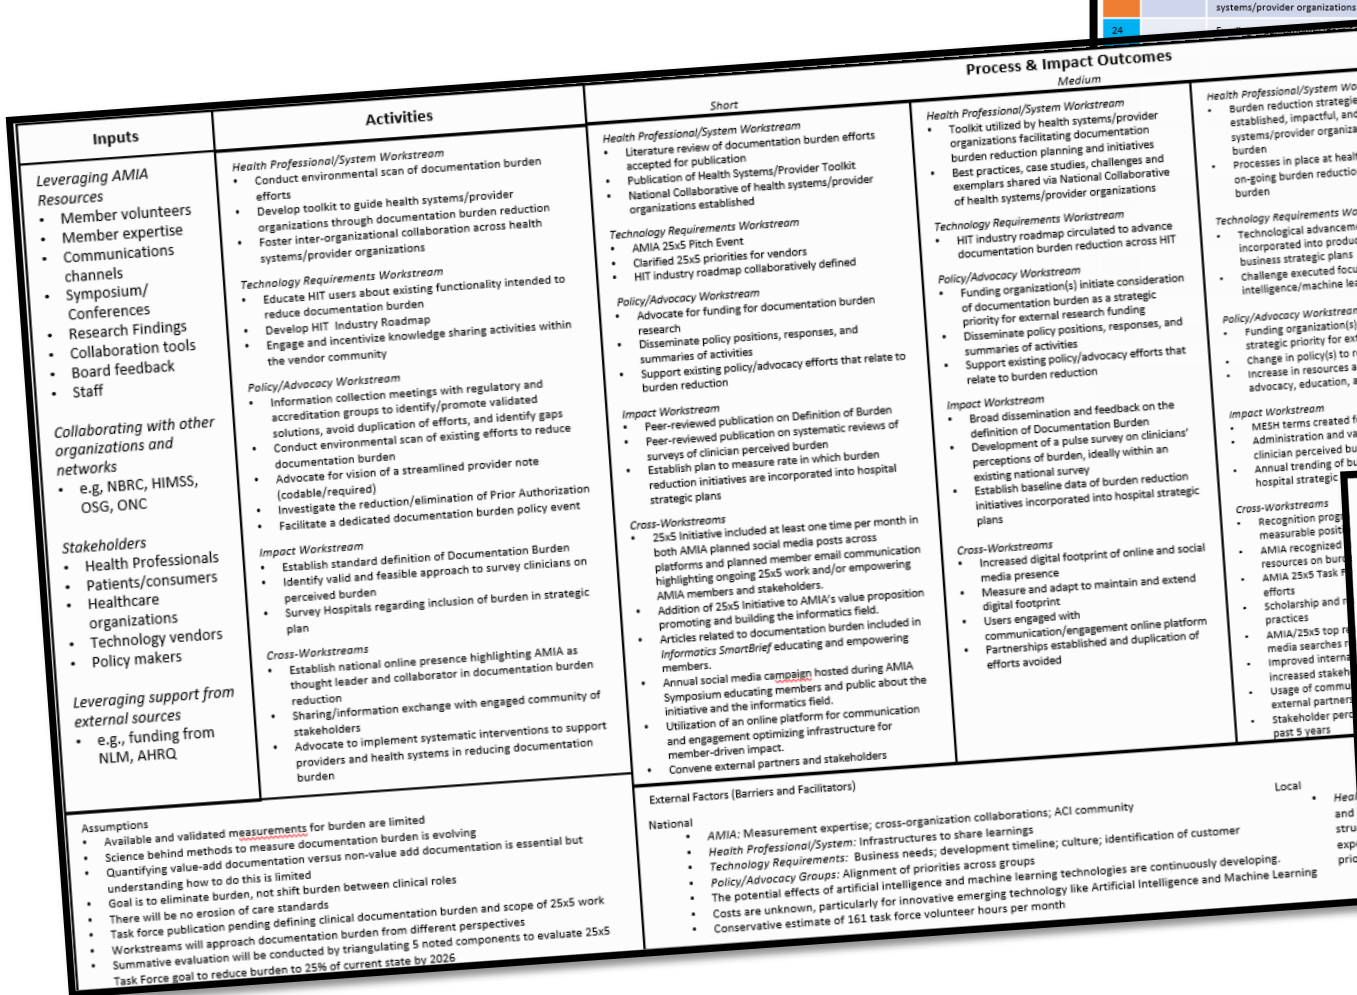 systems/provider organizations
24
Process & Impact Outcomes
Inputs
Activities
Short
Medium
Leveraging AMIA
Resources
• Member volunteers
• Member expertise
• Communications
channels
• Symposium/
Conferences
• Research Findings
• Collaboration tools
• Board feedback
• Staff
Collaborating with other
organizations and
networks
• e.g, NBRC, HIMSS,
OSG, ONC
Stakeholders
• Health Professionals
• Patients/consumers
• Healthcare
organizations
• Technology vendors
• Policy makers
Leveraging support from
external sources
• e.g., funding from
NLM, AHRQ
Health Professional/System Workstream
• Conduct environmental scan of documentation burden
efforts
• Develop toolkit to guide health systems/provider
organizations through documentation burden reduction
• Foster inter-organizational collaboration across health
systems/provider organizations
Technology Requirements Workstream
• Educate HIT users about existing functionality intended to
reduce documentation burden
• Develop HIT Industry Roadmap
• Engage and incentivize knowledge sharing activities within
the vendor community
Policy/Advocacy Workstream
• Information collection meetings with regulatory and
accreditation groups to identify/promote validated
solutions, avoid duplication of efforts, and identify gaps
• Conduct environmental scan of existing efforts to reduce
documentation burden
• Advocate for vision of a streamlined provider note
(codable/required)
• Investigate the reduction/elimination of Prior Authorization
• Facilitate a dedicated documentation burden policy event
Impact Workstream
• Establish standard definition of Documentation Burden
• Identify valid and feasible approach to survey clinicians on
perceived burden
• Survey Hospitals regarding inclusion of burden in strategic
plan
Cross-Workstreams
• Establish national online presence highlighting AMIA as
thought leader and collaborator in documentation burden
reduction
• Sharing/information exchange with engaged community of
stakeholders
• Advocate to implement systematic interventions to support
providers and health systems in reducing documentation
burden
Health Professional/System Workstream
• Literature review of documentation burden efforts
accepted for publication
• Publication of Health Systems/Provider Toolkit
• National Collaborative of health systems/provider
organizations established
Technology Requirements Workstream
• AMIA 25x5 Pitch Event
• Clarified 25x5 priorities for vendors
• HIT industry roadmap collaboratively defined
Policy/Advocacy Workstream
• Advocate for funding for documentation burden
research
• Disseminate policy positions, responses, and
summaries of activities
• Support existing policy/advocacy efforts that relate to
burden reduction
Impact Workstream
• Peer-reviewed publication on Definition of Burden
• Peer-reviewed publication on systematic reviews of
surveys of clinician perceived burden
• Establish plan to measure rate in which burden
reduction initiatives are incorporated into hospital
strategic plans
Cross-Workstreams
• 25x5 Initiative included at least one time per month in
both AMIA planned social media posts across
platforms and planned member email communication
highlighting ongoing 25x5 work and/or empowering
AMIA members and stakeholders.
• Addition of 25x5 Initiative to AMIA's value proposition
promoting and building the informatics field.
• Articles related to documentation burden included in
Informatics SmartBrief educating and empowering
members.
• Annual social media campaign hosted during AMIA
Symposium educating members and public about the
initiative and the informatics field.
• Utilization of an online platform for communication
and engagement optimizing infrastructure for
member-driven impact.
• Convene external partners and stakeholders
Health Professional/System Workstream
• Toolkit utilized by health systems/provider
organizations facilitating documentation
burden reduction planning and initiatives
• Best practices, case studies, challenges and
exemplars shared via National Collaborative
of health systems/provider organizations
Technology Requirements Workstream
• HIT industry roadmap circulated to advance
documentation burden reduction across HIT
Policy/Advocacy Workstream
• Funding organization(s) initiate consideration
of documentation burden as a strategic
priority for external research funding
• Disseminate policy positions, responses, and
summaries of activities
• Support existing policy/advocacy efforts that
relate to burden reduction
Impact Workstream
• Broad dissemination and feedback on the
definition of Documentation Burden
• Development of a pulse survey on clinicians'
perceptions of burden, ideally within an
existing national survey
• Establish baseline data of burden reduction
initiatives incorporated into hospital strategic
plans
Cross-Workstreams
• Increased digital footprint of online and social
media presence
• Measure and adapt to maintain and extend
digital footprint
• Users engaged with
communication/engagement online platform
• Partnerships established and duplication of
efforts avoided
Health Professional/System Wo
• Burden reduction strategie
established, impactful, and
systems/provider organiza
burden
• Processes in place at healt
on-going burden reductio
burden
Technology Requirements Wo
• Technological advanceme
incorporated into produc
business strategic plans
• Challenge executed focu
intelligence/machine lea
Policy/Advocacy Workstream
• Funding organization(s)
strategic priority for ext
• Change in policy(s) to r
• Increase in resources a
advocacy, education, a
Impact Workstream
• MESH terms created f
• Administration and va
clinician perceived bu
• Annual trending of bu
hospital strategic
Cross-Workstreams
• Recognition progr
measurable positi
• AMIA recognized
resources on burd
• AMIA 25x5 Task F
efforts
• Scholarship and r
practices
• AMIA/25x5 top re
media searches r
• Improved interna
increased stakeh
• Usage of commu
external partners
• Stakeholder perc
past 5 years
Assumptions
• Available and validated measurements for burden are limited
• Science behind methods to measure documentation burden is evolving
• Quantifying value-add documentation versus non-value add documentation is essential but
understanding how to do this is limited
• Goal is to eliminate burden, not shift burden between clinical roles
• There will be no erosion of care standards
• Task force publication pending defining clinical documentation burden and scope of 25x5 work
• Workstreams will approach documentation burden from different perspectives
• Summative evaluation will be conducted by triangulating 5 noted components to evaluate 25x5
Task Force goal to reduce burden to 25% of current state by 2026
External Factors (Barriers and Facilitators)
National
• AMIA: Measurement expertise; cross-organization collaborations; ACI community
• Health Professional/System: Infrastructures to share learnings
• Technology Requirements: Business needs; development timeline; culture; identification of customer
• Policy/Advocacy Groups: Alignment of priorities across groups
• The potential effects of artificial intelligence and machine learning technologies are continuously developing.
• Costs are unknown, particularly for innovative emerging technology like Artificial Intelligence and Machine Learning
• Conservative estimate of 161 task force volunteer hours per month
Local
• Heal
and
stru
expe
prio